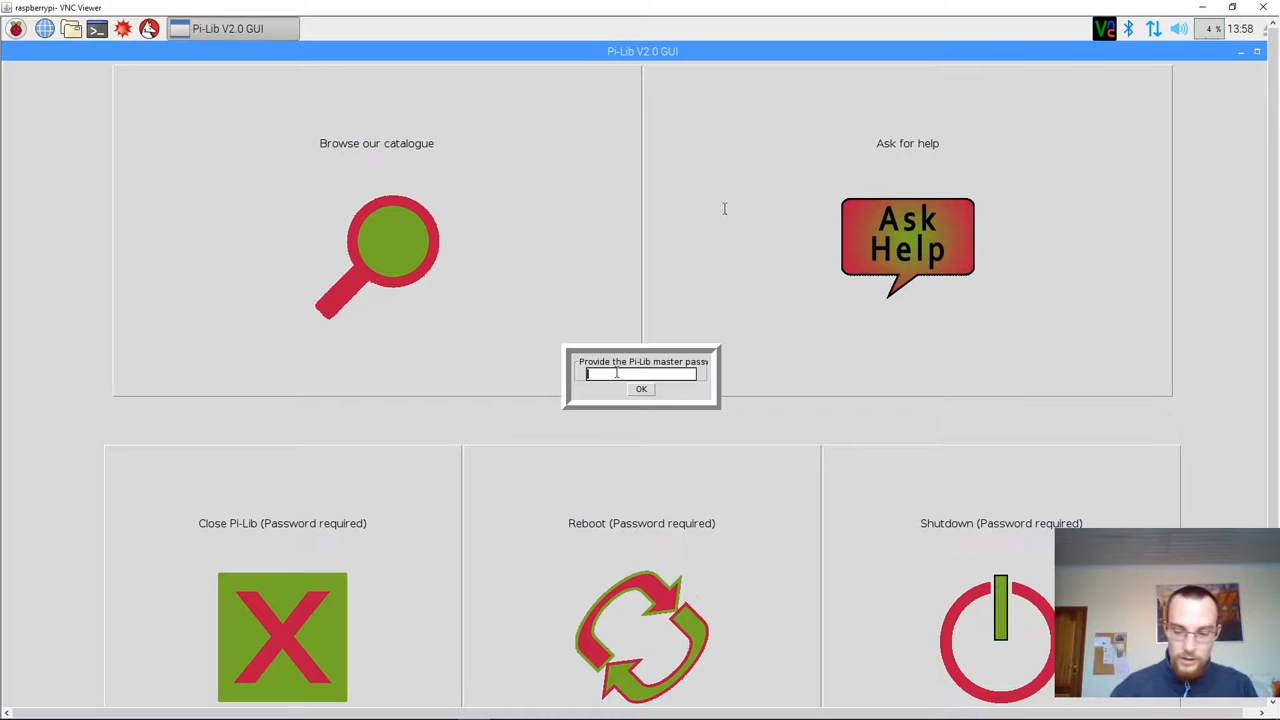 raspberrypi - VNC Viewer
Pi-Lib V2.0 GUI
4 %
13:58
Pi-Lib V2.0 GUI
Browse our catalogue
Ask for help
Ask
Help
Provide the Pi-Lib master passw
OK
Close Pi-Lib (Password required)
Reboot (Password required)
Shutdown (Password required)